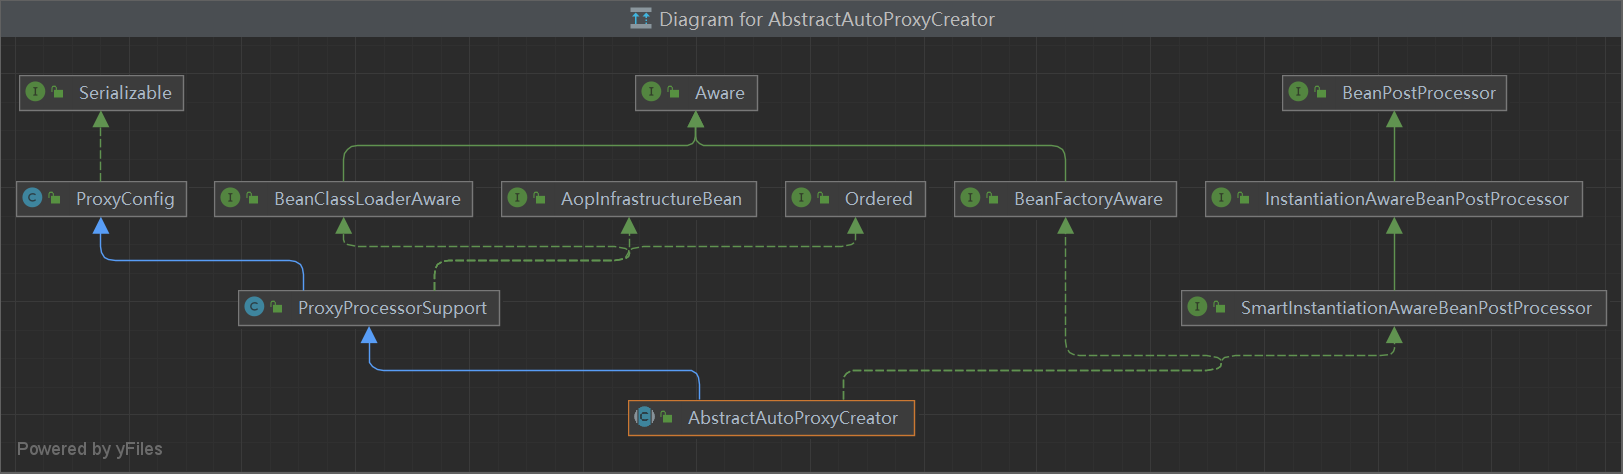 Diagram for AbstractAutoProxyCreator
I Serializable
I Aware
I BeanPostProcessor
C ProxyConfig
I BeanClassLoaderAware
I AopInfrastructureBean
I Ordered
I BeanFactoryAware
I InstantiationAwareBeanPostProcessor
C ProxyProcessorSupport
I SmartInstantiationAwareBeanPostProcessor
C AbstractAutoProxyCreator
Powered by yFiles